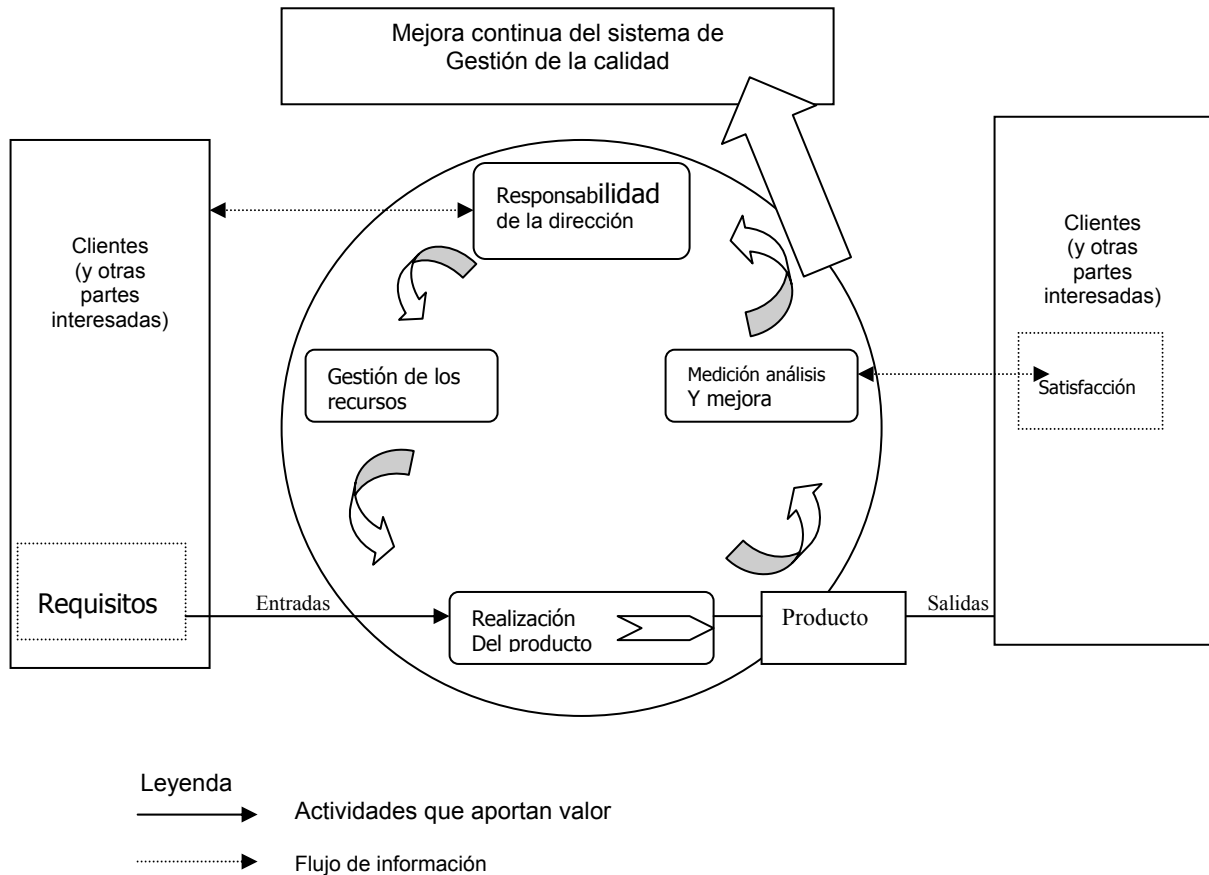 Mejora continua del sistema de
Gestión de la calidad
Clientes
(y otras
partes
interesadas)
Responsabilidad
de la dirección
Clientes
(y otras
partes
interesadas)
Gestión de los
recursos
Medición análisis
Y mejora
Satisfacción
Requisitos
Entradas
Realización
Del producto
Producto
Salidas
Leyenda
Actividades que aportan valor
Flujo de información